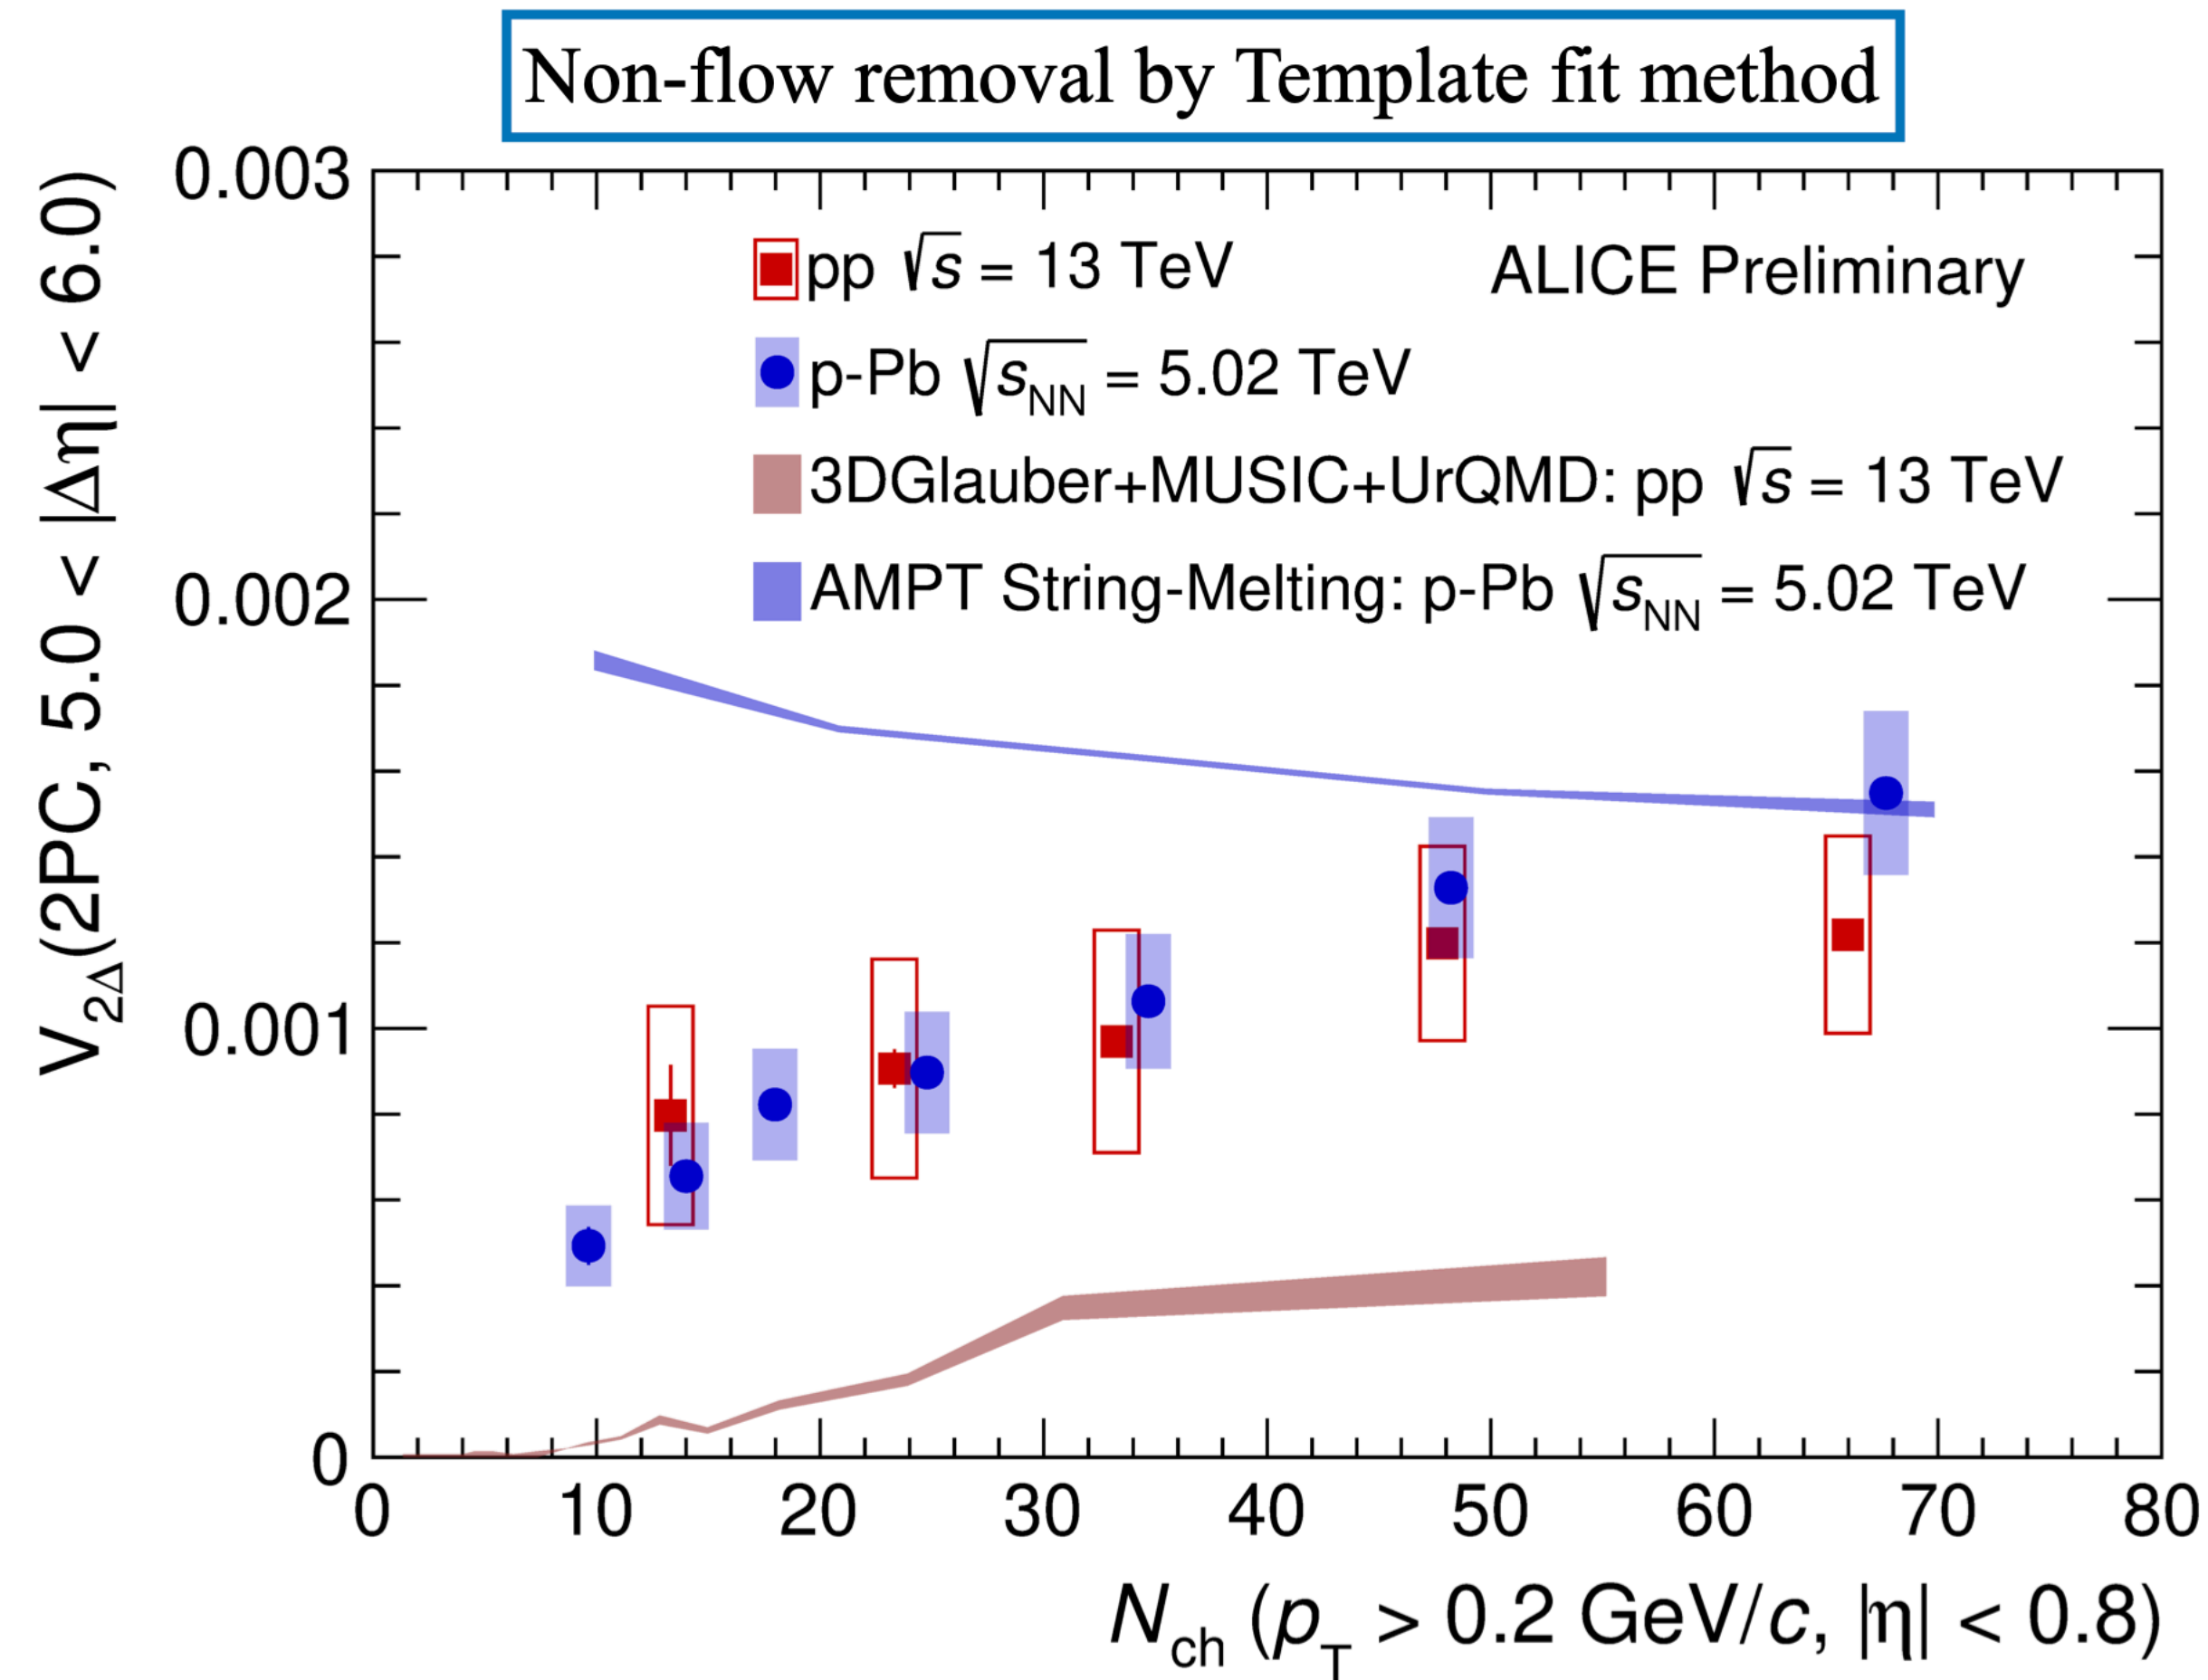 Non-flow removal by Template fit method
V2Δ(2PC, 5.0 < |Δη| < 6.0)
0.003
0.002
0.001
0
pp √s = 13 TeV
ALICE Preliminary
p-Pb √sNN = 5.02 TeV
3DGlauber+MUSIC+UrQMD: pp √s = 13 TeV
AMPT String-Melting: p-Pb √sNN = 5.02 TeV
0 10 20 30 40 50 60 70 80
Nch (pT > 0.2 GeV/c, |η| < 0.8)